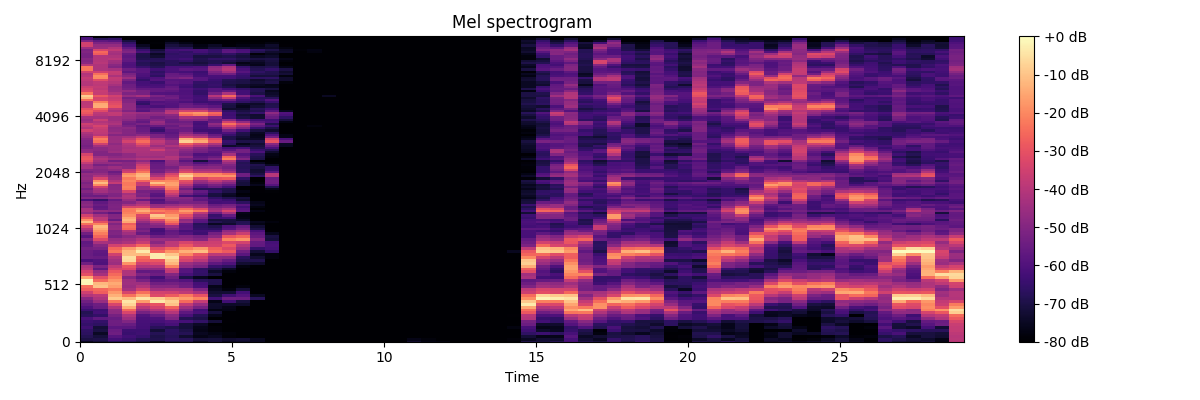 Mel spectrogram
8192
4096
2048
1024
512
0
Hz
0 5 10 15 20 25
Time
+0 dB
-10 dB
-20 dB
-30 dB
-40 dB
-50 dB
-60 dB
-70 dB
-80 dB